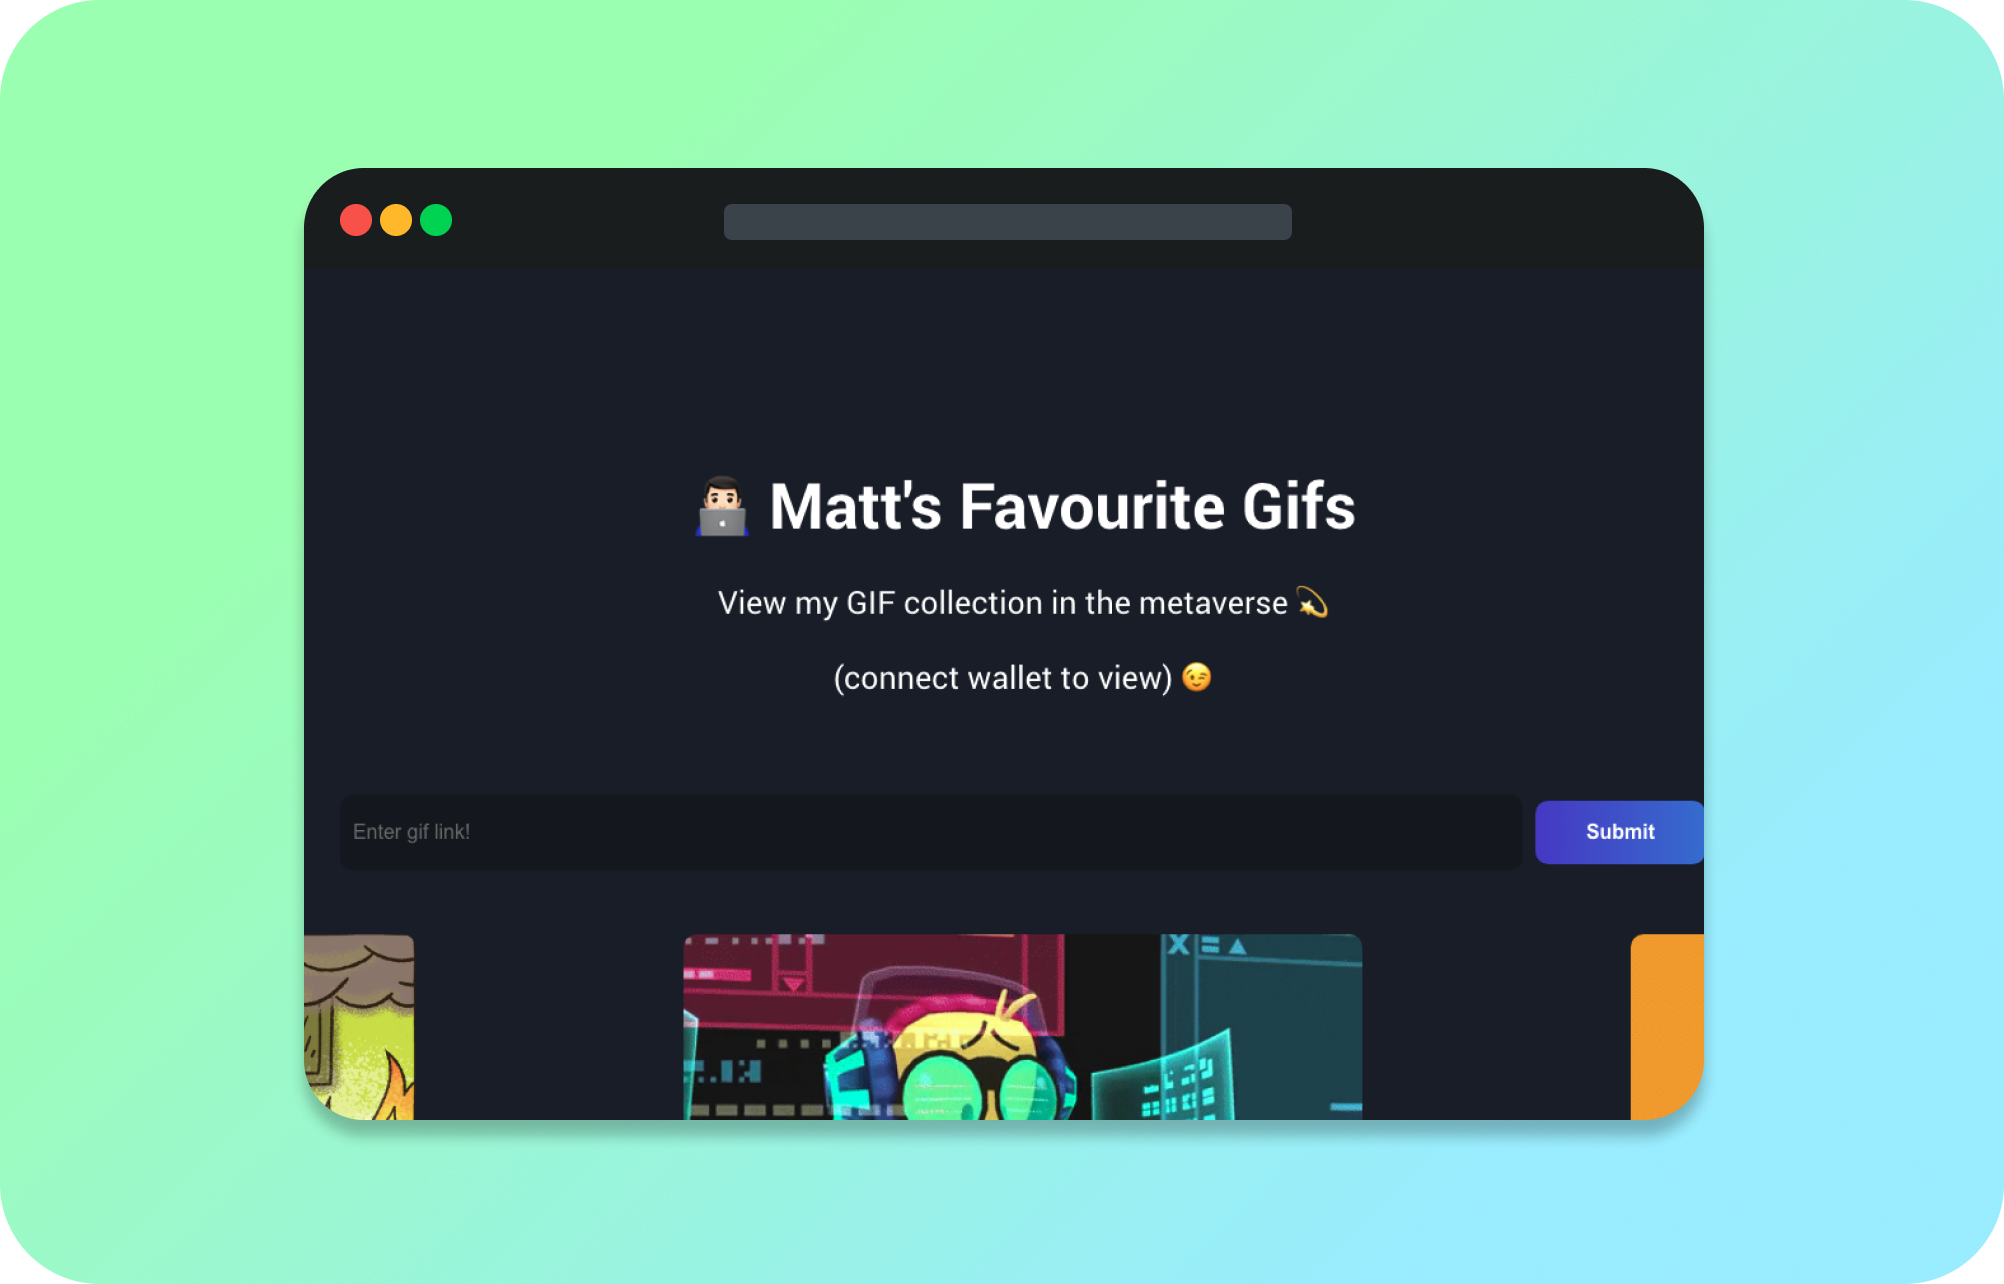 Matt's Favourite Gifs
View my GIF collection in the metaverse
(connect wallet to view)
Enter gif link!
Submit